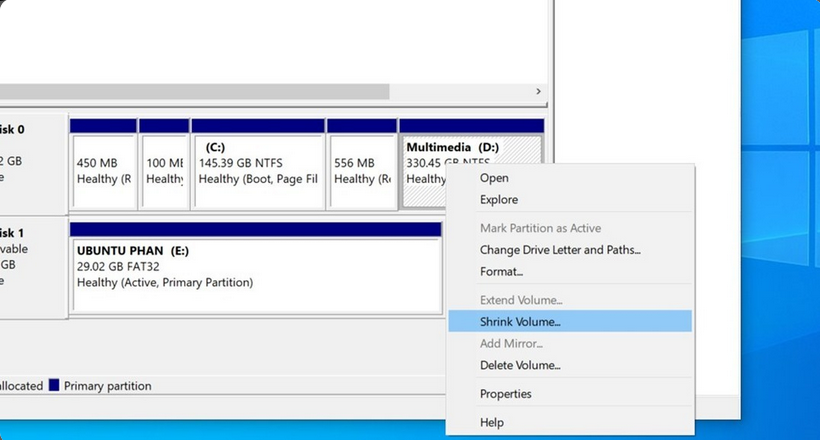 isk 0
2 GB
e
450 MB
Healthy (R
100 ME
Healthy
(C:)
145.39 GB NTFS
Healthy (Boot, Page Fil
556 MB
Healthy (Re
Multimedia (D:)
330.45 GB NTFS
Healthy
isk 1
vable
GB
e
UBUNTU PHAN (E:)
29.02 GB FAT32
Healthy (Active, Primary Partition)
Open
Explore
Mark Partition as Active
Change Drive Letter and Paths...
Format...
Extend Volume...
Shrink Volume...
Add Mirror...
Delete Volume...
Properties
Help
allocated Primary partition